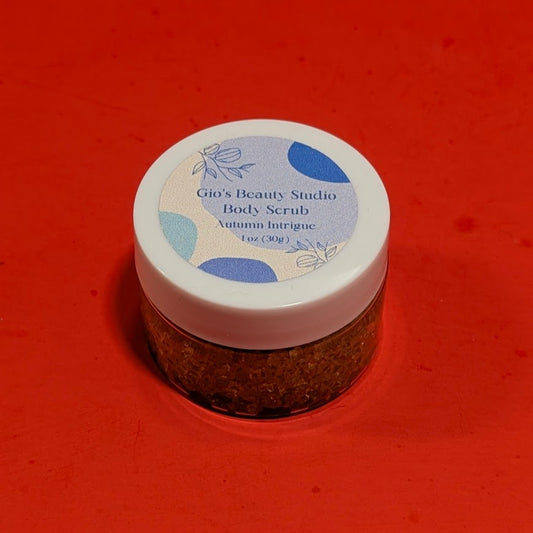 Gio's Beauty Studio
Body Scrub
Autumn Intrigue
1 oz (30g)